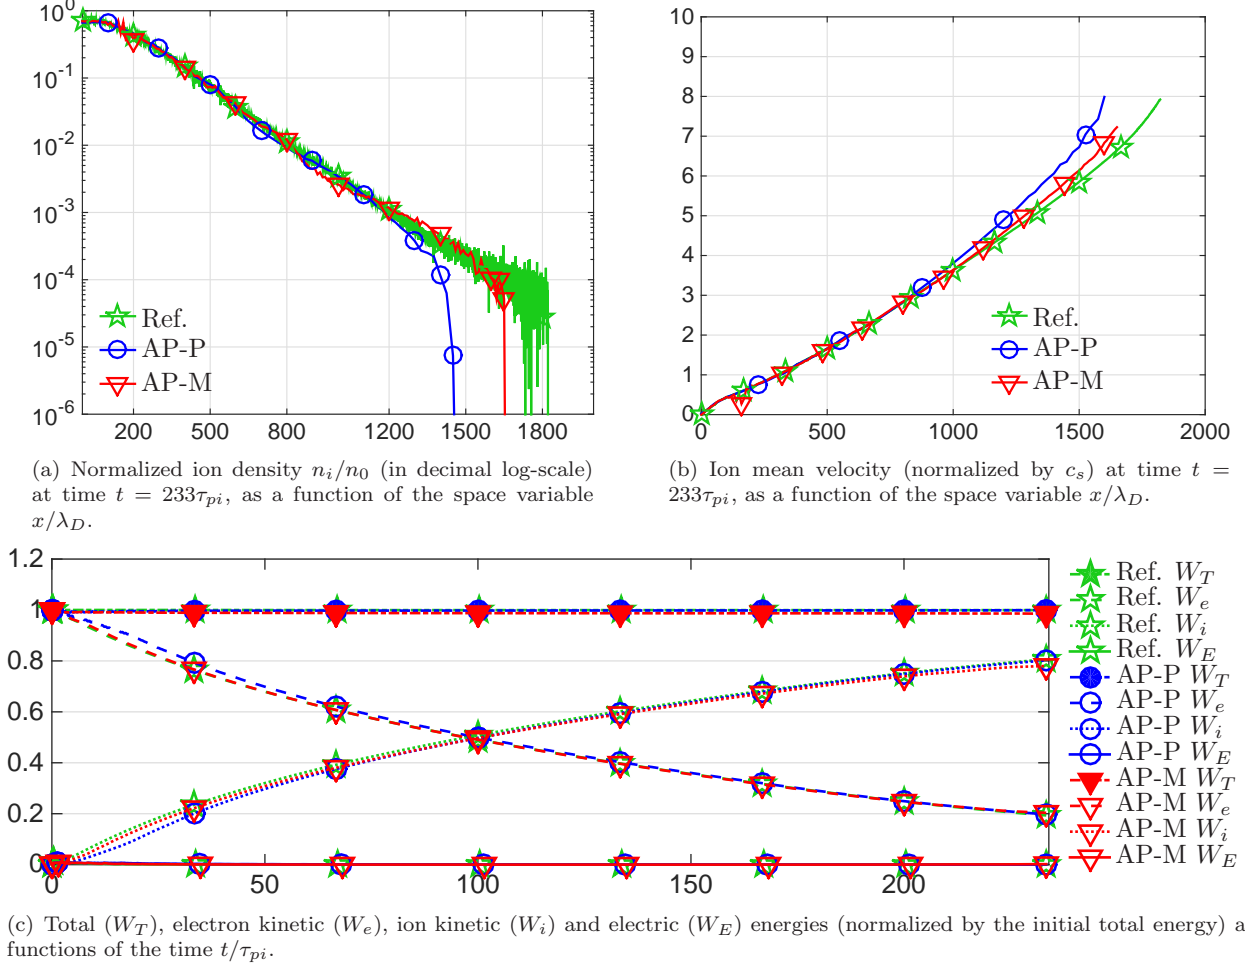 10^0
10^{-1}
10^{-2}
10^{-3}
10^{-4}
10^{-5}
10^{-6}
200 500 800 1200 1500 1800
Ref.
AP-P
AP-M
(a) Normalized ion density n_i/n_0 (in decimal log-scale)
at time t = 233τ_{pi}, as a function of the space variable
x/λ_D.
10
9
8
7
6
5
4
3
2
1
0
0 500 1000 1500 2000
Ref.
AP-P
AP-M
(b) Ion mean velocity (normalized by c_s) at time t =
233τ_{pi}, as a function of the space variable x/λ_D.
1.2
1
0.8
0.6
0.4
0.2
0
0 50 100 150 200
Ref. W_T
Ref. W_e
Ref. W_i
Ref. W_E
AP-P W_T
AP-P W_e
AP-P W_i
AP-P W_E
AP-M W_T
AP-M W_e
AP-M W_i
AP-M W_E
(c) Total (W_T), electron kinetic (W_e), ion kinetic (W_i) and electric (W_E) energies (normalized by the initial total energy) a
functions of the time t/τ_{pi}.